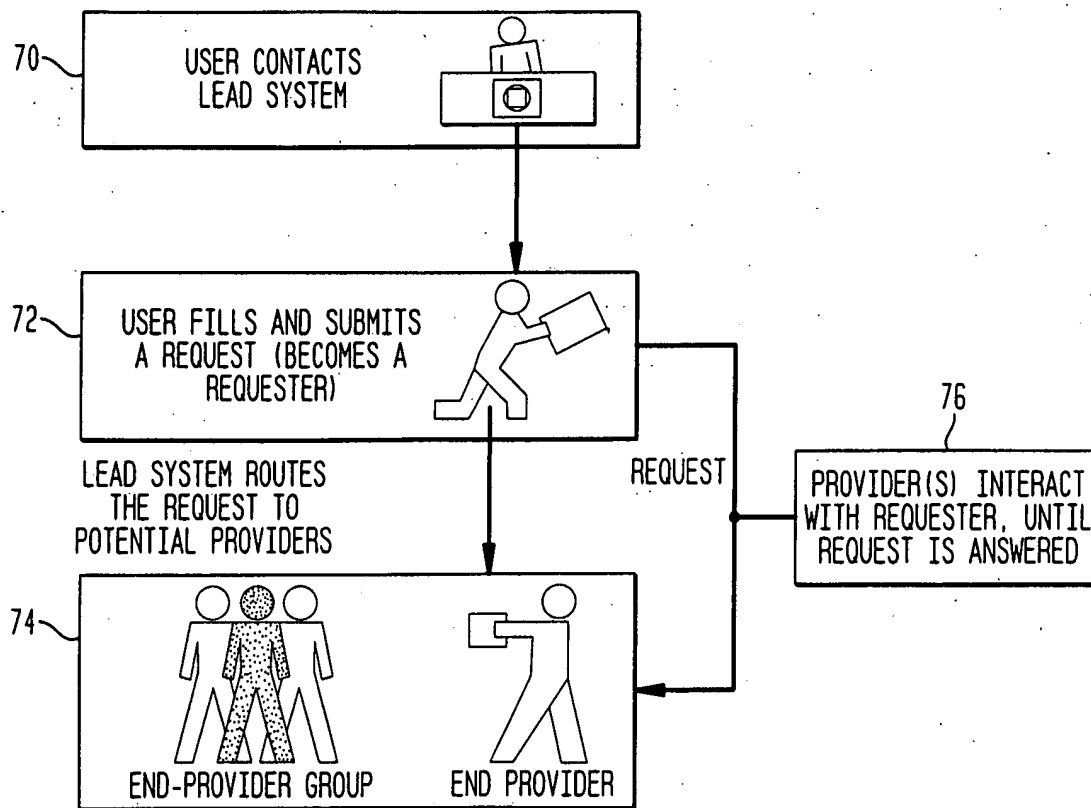 70
USER CONTACTS
LEAD SYSTEM
72
USER FILLS AND SUBMITS
A REQUEST (BECOMES A
REQUESTER)
LEAD SYSTEM ROUTES
THE REQUEST TO
POTENTIAL PROVIDERS
REQUEST
76
PROVIDER(S) INTERACT
WITH REQUESTER, UNTIL
REQUEST IS ANSWERED
74
END-PROVIDER GROUP
END PROVIDER